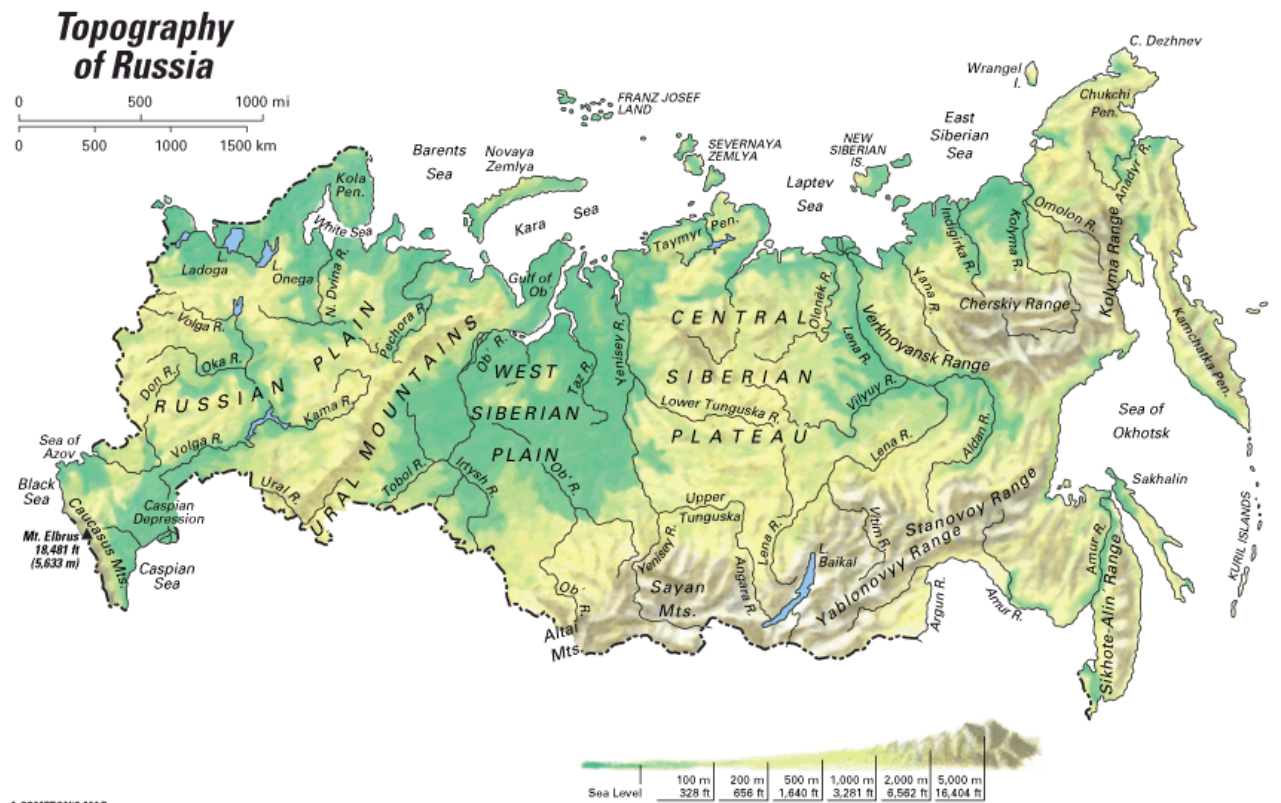 Topography
of Russia
0 500 1000 mi
0 500 1000 1500 km
C. Dezhnev
Wrangel
I.
Chukchi
Pen.
FRANZ JOSEF
LAND
East
Siberian
Sea
SEVERNAYA
ZEMLYA
NEW
SIBERIAN
IS.
Barents
Sea
Novaya
Zemlya
Laptev
Sea
Kola
Pen.
White Sea
Kara Sea
Taymyr Pen.
Anadyr R.
Omolon R.
Kolyma R.
Indigirka R.
Kolyma Range
L.
Ladoga
L.
Onega
N. Dvina R.
Gulf of
Ob
Yana R.
Cherskiy Range
Olenëk R.
Verkhoyansk Range
Kamchatka Pen.
Volga R.
Pechora R.
Ob' R.
Taz R.
Yenisey R.
CENTRAL
SIBERIAN
PLATEAU
Lena R.
Vilyuy R.
Oka R.
Don R.
RUSSIAN PLAIN
Kama R.
URAL MOUNTAINS
WEST
SIBERIAN
PLAIN
Lower Tunguska R.
Lena R.
Aldan R.
Sea of
Okhotsk
Sea of
Azov
Volga R.
Black
Sea
Ural R.
Tobol R.
Irtysh R.
Ob' R.
Caspian
Depression
Caucasus Mts.
Mt. Elbrus
18,481 ft
(5,633 m)
Caspian
Sea
Upper
Tunguska
Yenisey R.
Angara R.
Lena R.
Vitim R.
Stanovoy Range
Yablonovyy Range
L.
Baikal
Sayan
Mts.
Ob' R.
Altai
Mts.
Argun R.
Amur R.
Amur R.
Sikhote-Alin Range
Sakhalin
KURIL ISLANDS
Sea Level
100 m 200 m 500 m 1,000 m 2,000 m 5,000 m
328 ft 656 ft 1,640 ft 3,281 ft 6,562 ft 16,404 ft